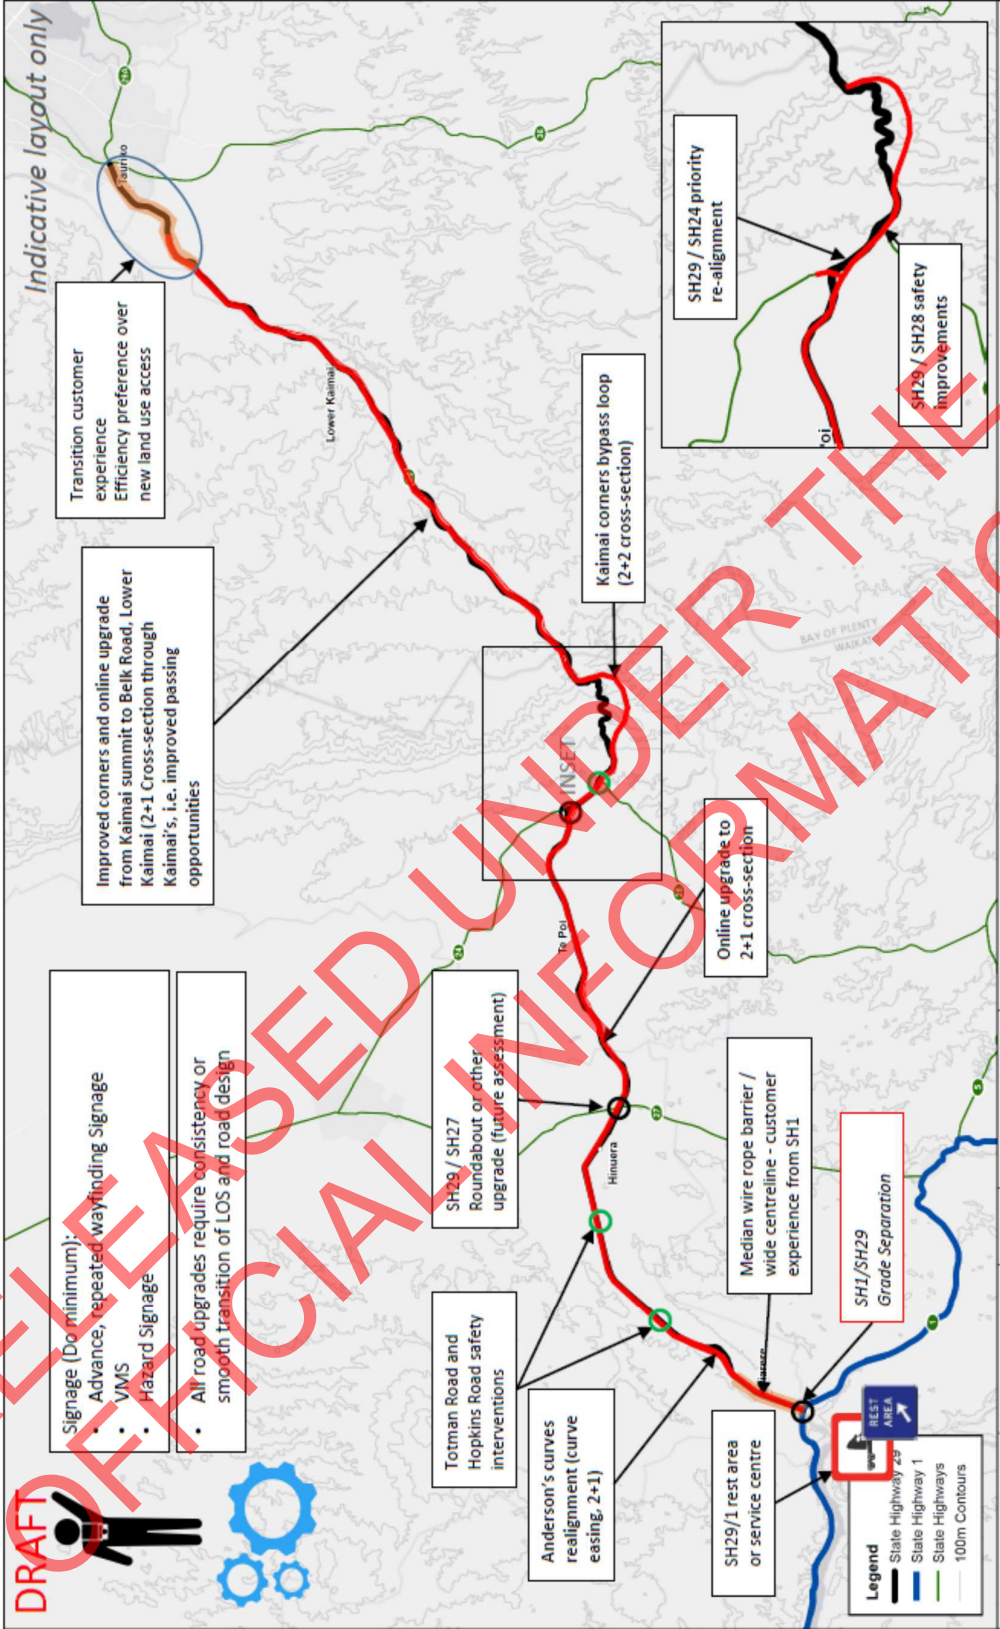 DRAFT
Indicative layout only
Signage (Do minimum):
• Advance, repeated wayfinding Signage
• VMS
• Hazard Signage
• All road upgrades require consistency or
smooth transition of LOS and road design
Improved corners and online upgrade
from Kaimai summit to Belk Road, Lower
Kaimai (2+1 Cross-section through
Kaimai's, i.e. improved passing
opportunities
Transition customer
experience
Efficiency preference over
new land use access
Tauriko
29A
36
Lower Kaimai
Totman Road and
Hopkins Road safety
interventions
SH29 / SH27
Roundabout or other
upgrade (future assessment)
24
Te Poi
INSET
Kaimai corners bypass loop
(2+2 cross-section)
SH29 / SH24 priority
re-alignment
Anderson's curves
realignment (curve
easing, 2+1)
Hinuera
27
Online upgrade to
2+1 cross-section
BAY OF PLENTY
WAIKATO
'oi
SH29 / SH28 safety
improvements
SH29/1 rest area
or service centre
Median wire rope barrier /
wide centreline - customer
experience from SH1
SH1/SH29
Grade Separation
1
5
REST
AREA
Legend
State Highway 29
State Highway 1
State Highways
100m Contours
RELEASED UNDER THE
OFFICIAL INFORMATIO